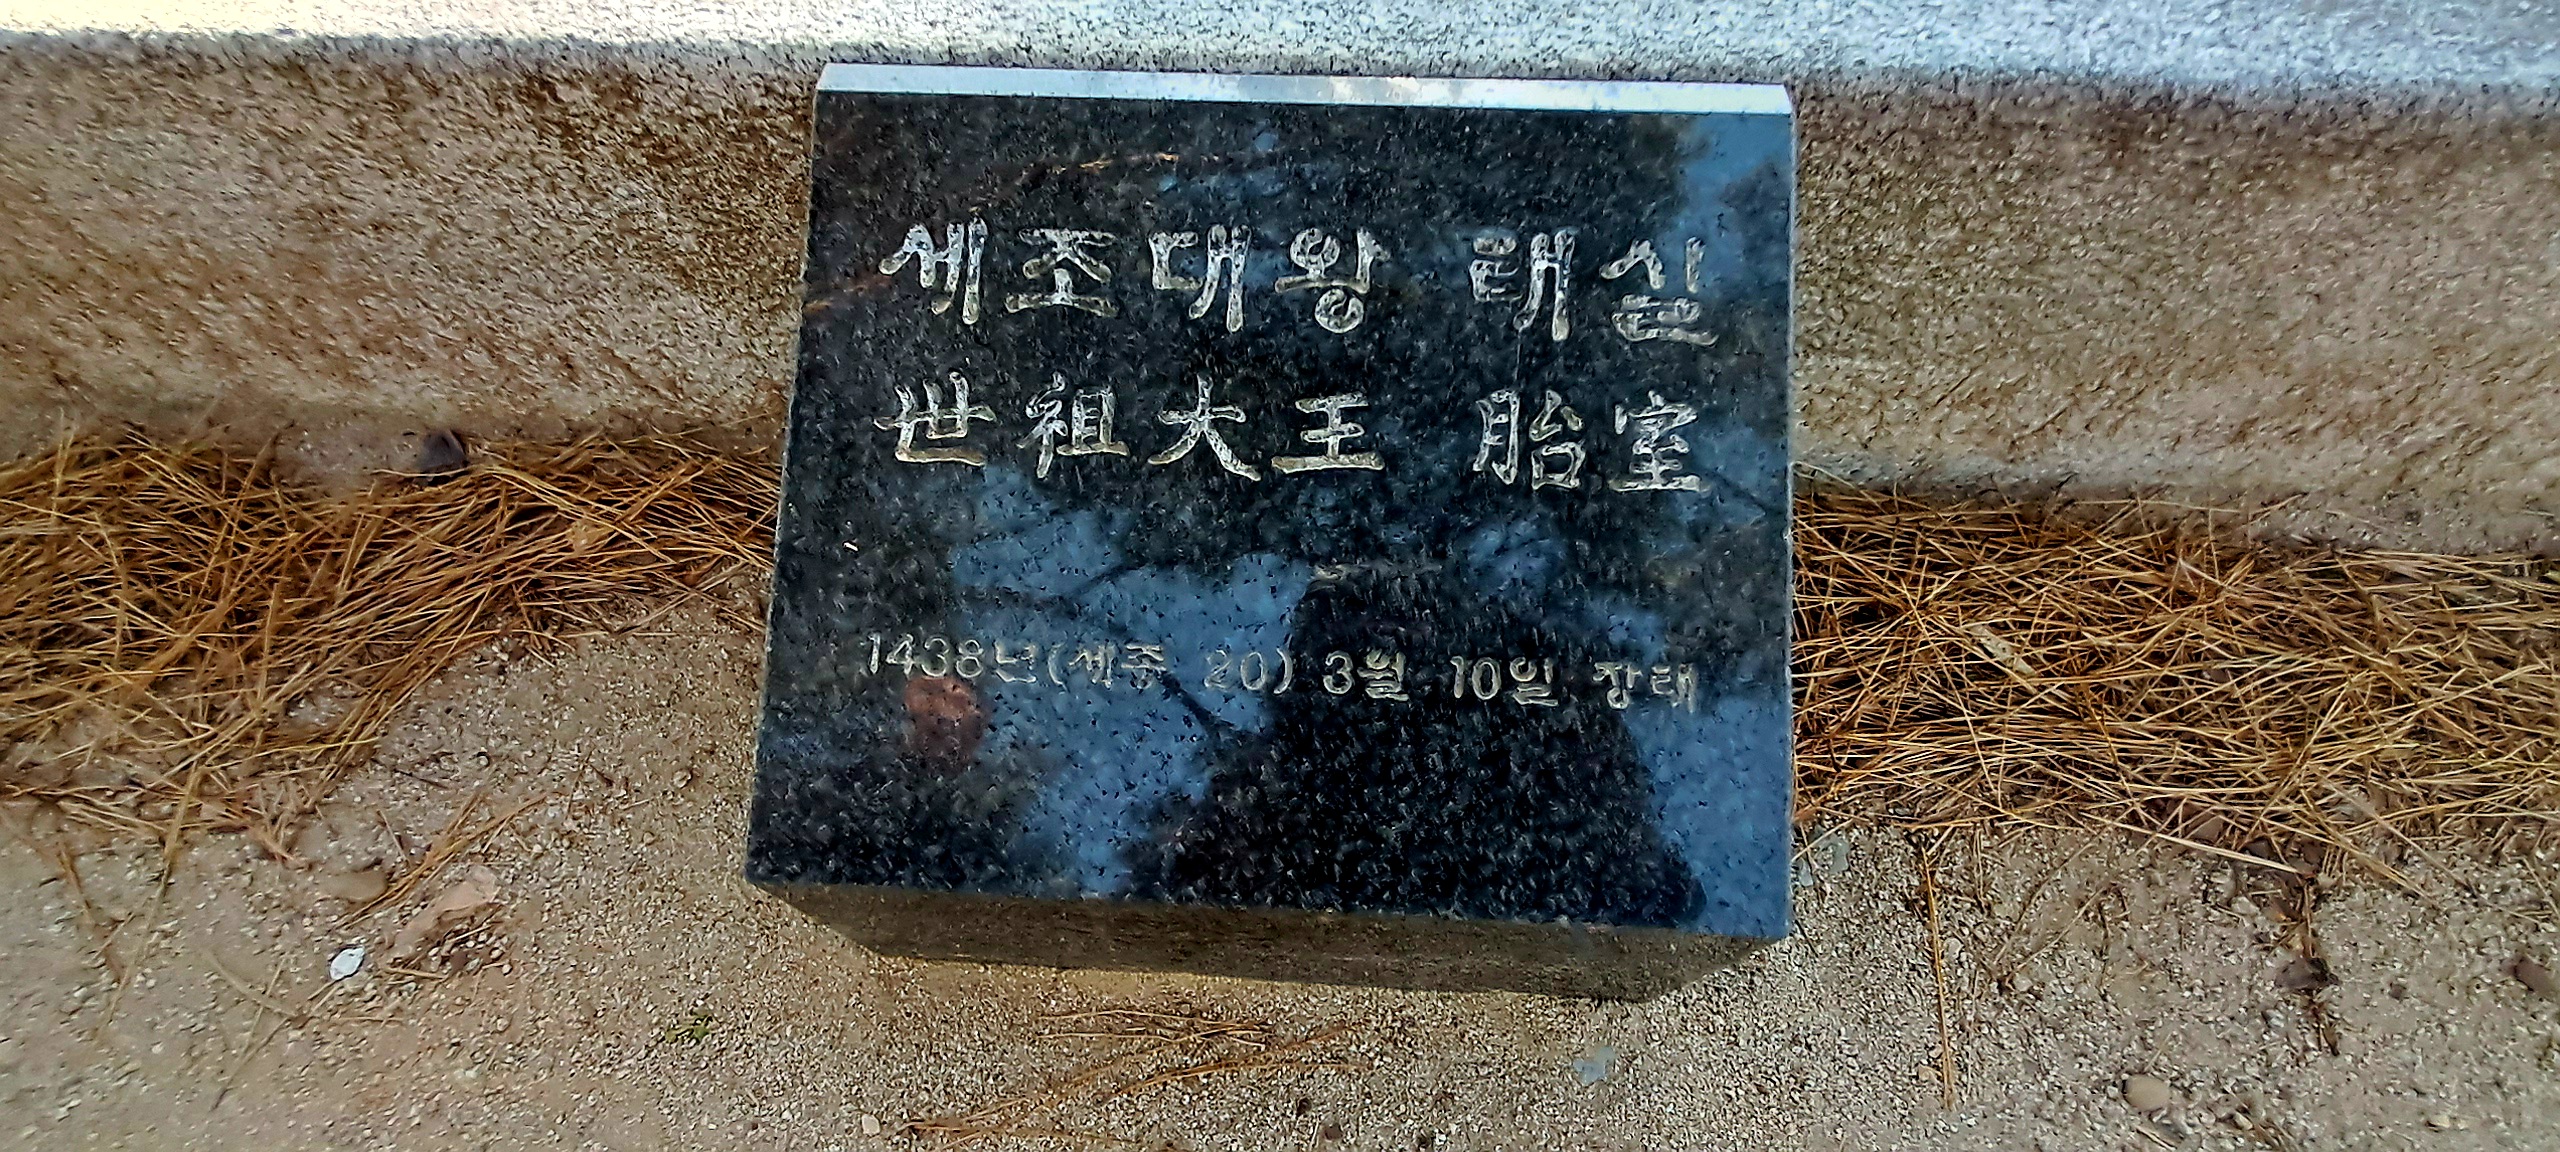 세조대왕 태실
世祖大王 胎室
1438년(세종 20) 3월 10일 장태